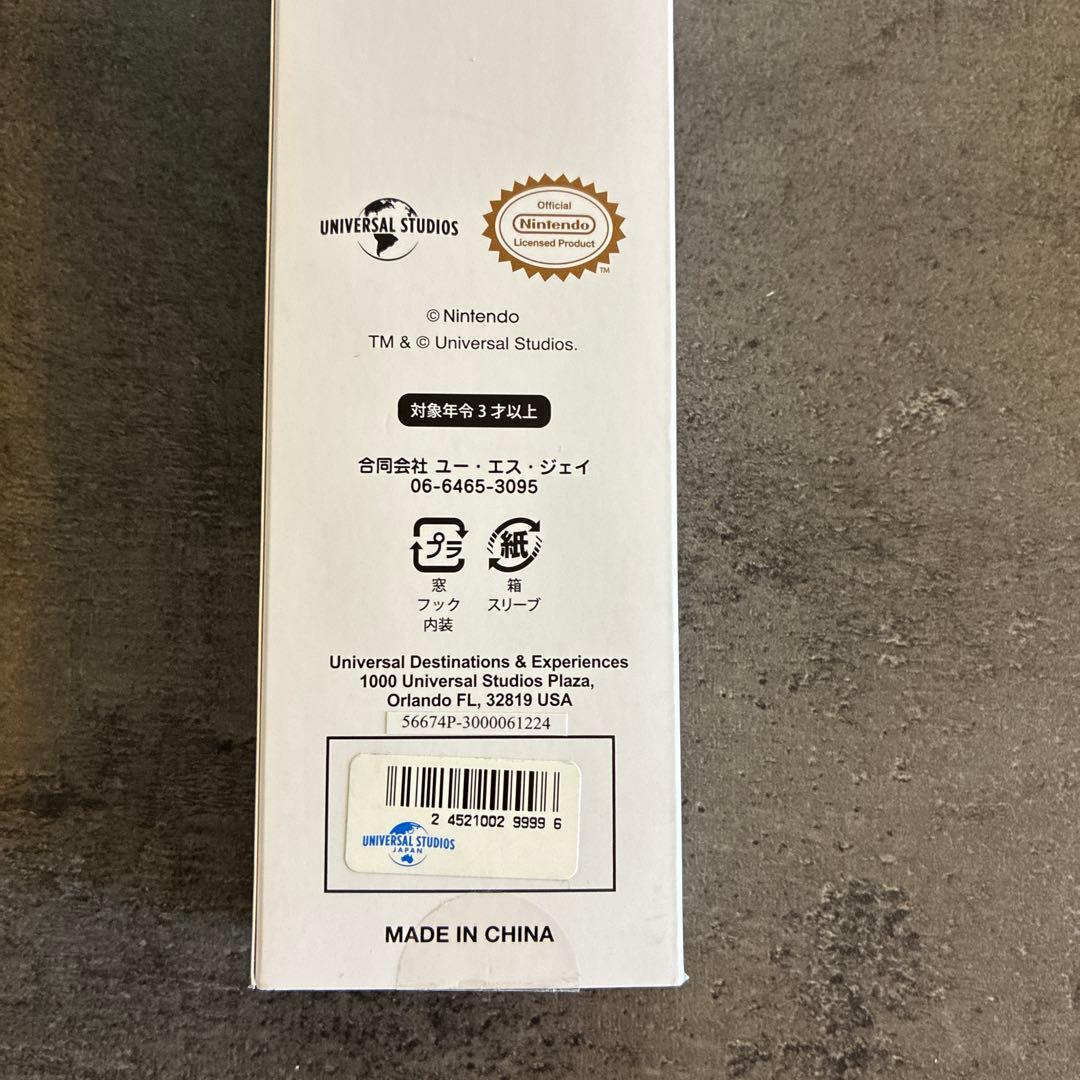 UNIVERSAL STUDIOS
Official
Nintendo
Licensed Product
TM
© Nintendo
TM & © Universal Studios.
対象年令3才以上
合同会社 ユー・エス・ジェイ
06-6465-3095
プラ
紙
窓
フック
内装
箱
スリーブ
Universal Destinations & Experiences
1000 Universal Studios Plaza,
Orlando FL, 32819 USA
56674P-3000061224
2 4521002 9999 6
UNIVERSAL STUDIOS
JAPAN
MADE IN CHINA